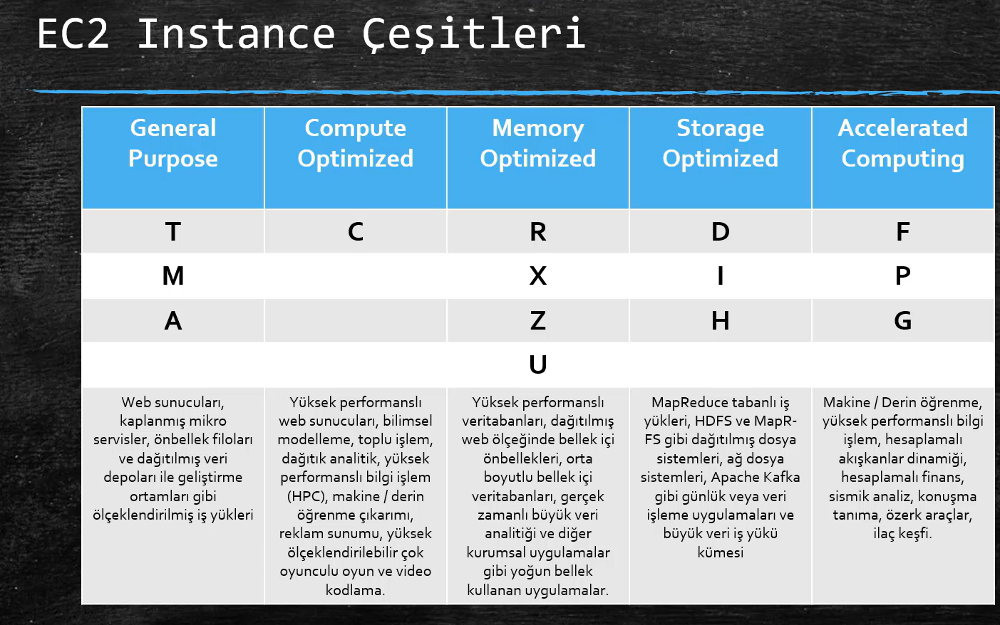 EC2 Instance Çeşitleri
General
Purpose
Compute
Optimized
Memory
Optimized
Storage
Optimized
Accelerated
Computing
T
C
R
D
F
M
X
I
P
A
Z
H
G
U
Web sunucuları,
kaplanmış mikro
servisler, önbellek filoları
ve dağıtılmış veri
depoları ile geliştirme
ortamları gibi
ölçeklendirilmiş iş yükleri
Yüksek performanslı
web sunucuları, bilimsel
modelleme, toplu işlem,
dağıtık analitik, yüksek
performanslı bilgi işlem
(HPC), makine / derin
öğrenme çıkarımı,
reklam sunumu, yüksek
ölçeklendirilebilir çok
oyunculu oyun ve video
kodlama.
Yüksek performanslı
veritabanları, dağıtılmış
web ölçeğinde bellek içi
önbellekleri, orta
boyutlu bellek içi
veritabanları, gerçek
zamanlı büyük veri
analitiği ve diğer
kurumsal uygulamalar
gibi yoğun bellek
kullanan uygulamalar.
MapReduce tabanlı iş
yükleri, HDFS ve MapR-
FS gibi dağıtılmış dosya
sistemleri, ağ dosya
sistemleri, Apache Kafka
gibi günlük veya veri
işleme uygulamaları ve
büyük veri iş yükü
kümesi
Makine / Derin öğrenme,
yüksek performanslı bilgi
işlem, hesaplamalı
akışkanlar dinamiği,
hesaplamalı finans,
sismik analiz, konuşma
tanıma, özerk araçlar,
ilaç keşfi.